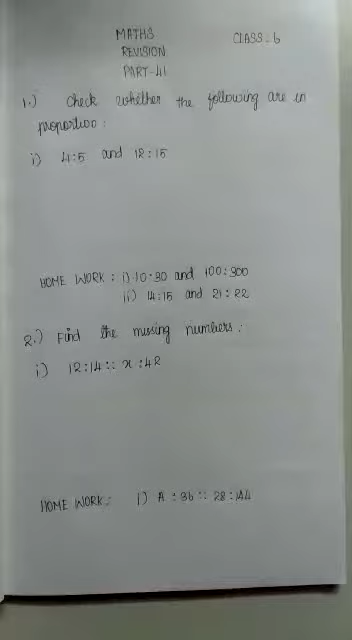 MATHS
CLASS: 6
REVISION
PART-41
1.) Check whether the following are in
proportion:
i) 4:5 and 12:15
HOME WORK: i) 10:30 and 100:300
ii) 14:15 and 21:22
2.) Find the missing numbers:
i) 12:14:: x :42
HOME WORK: i) A : 36 :: 28:144